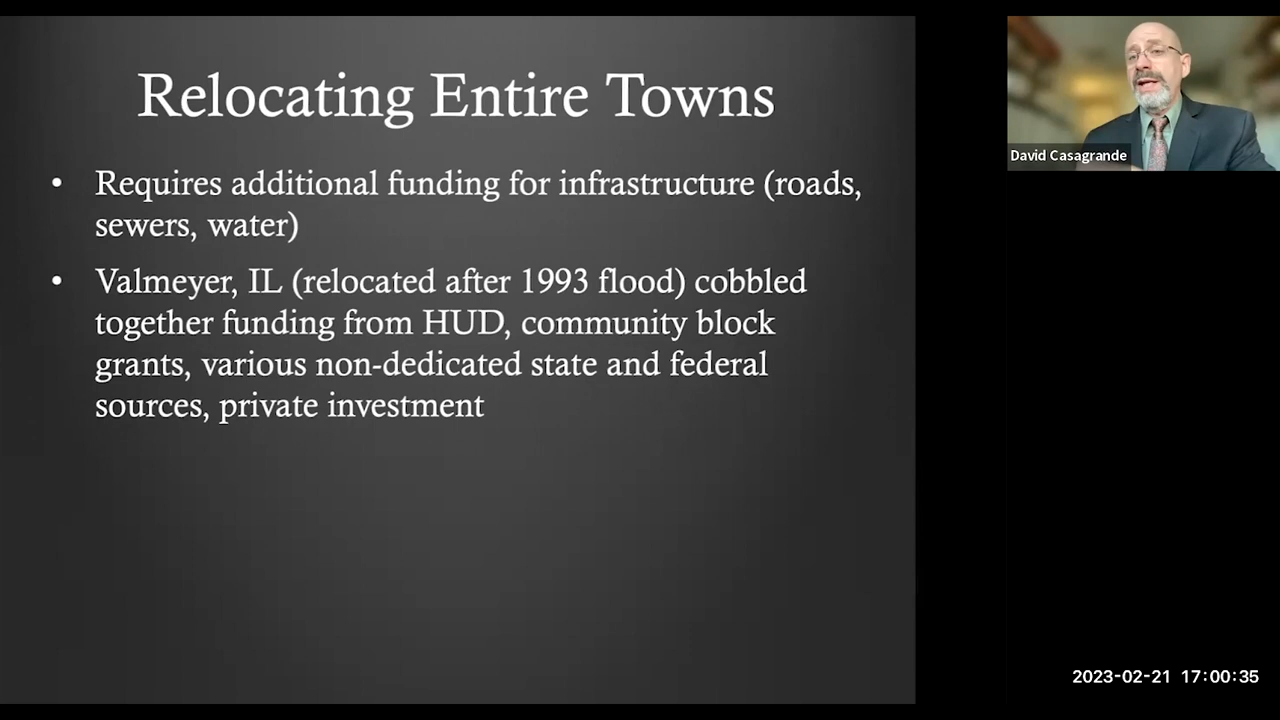 Relocating Entire Towns
• Requires additional funding for infrastructure (roads,
sewers, water)
• Valmeyer, IL (relocated after 1993 flood) cobbled
together funding from HUD, community block
grants, various non-dedicated state and federal
sources, private investment
David Casagrande
2023-02-21 17:00:35